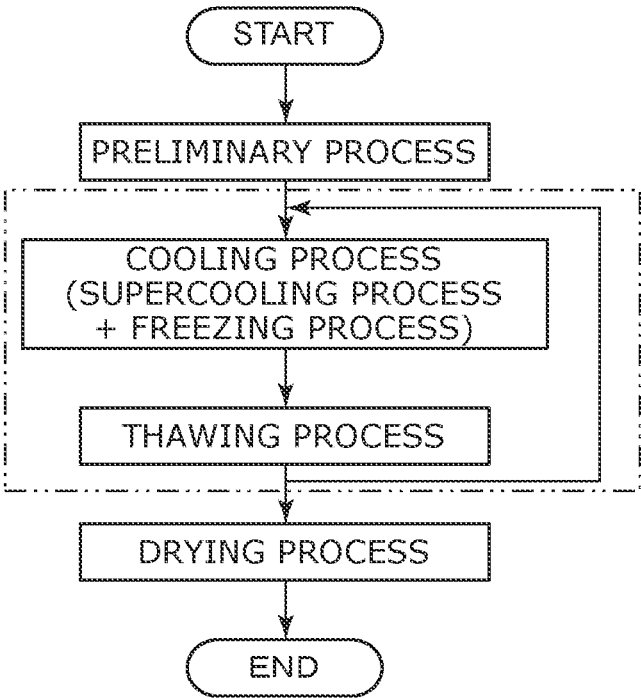 START
PRELIMINARY PROCESS
COOLING PROCESS
(SUPERCOOLING PROCESS
+ FREEZING PROCESS)
THAWING PROCESS
DRYING PROCESS
END